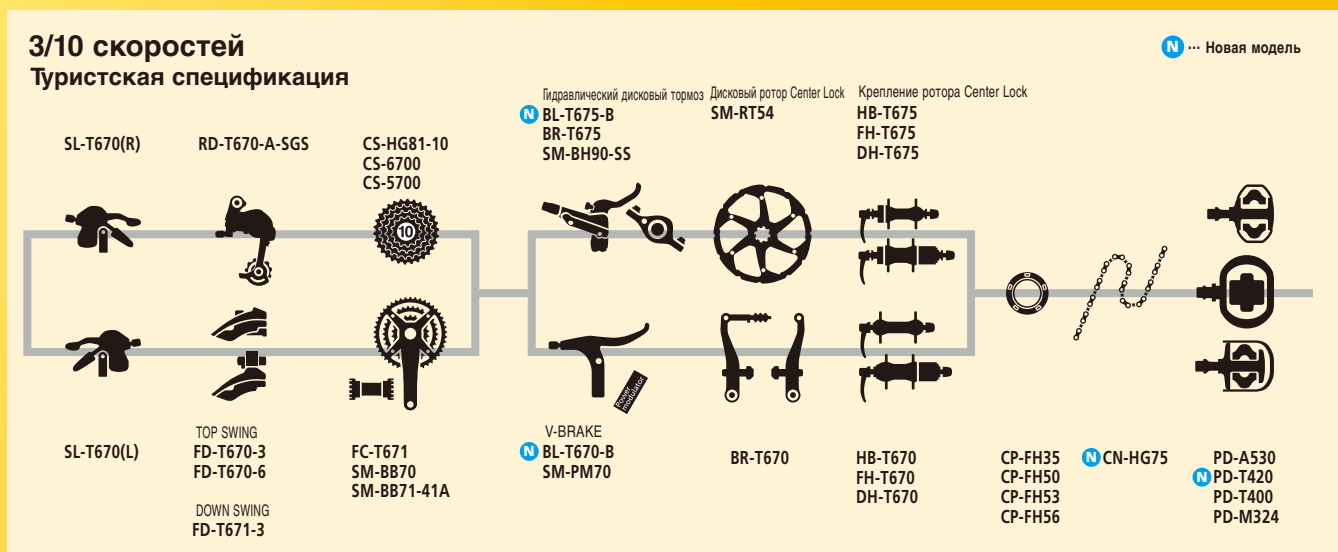 3/10 скоростей
Туристская спецификация
N ··· Новая модель
SL-T670(R)
RD-T670-A-SGS
CS-HG81-10
CS-6700
CS-5700
10
Гидравлический дисковый тормоз
N BL-T675-B
BR-T675
SM-BH90-SS
Дисковый ротор Center Lock
SM-RT54
Крепление ротора Center Lock
HB-T675
FH-T675
DH-T675
Power modulator
SL-T670(L)
TOP SWING
FD-T670-3
FD-T670-6
DOWN SWING
FD-T671-3
FC-T671
SM-BB70
SM-BB71-41A
V-BRAKE
N BL-T670-B
SM-PM70
BR-T670
HB-T670
FH-T670
DH-T670
CP-FH35
CP-FH50
CP-FH53
CP-FH56
N CN-HG75
PD-A530
N PD-T420
PD-T400
PD-M324